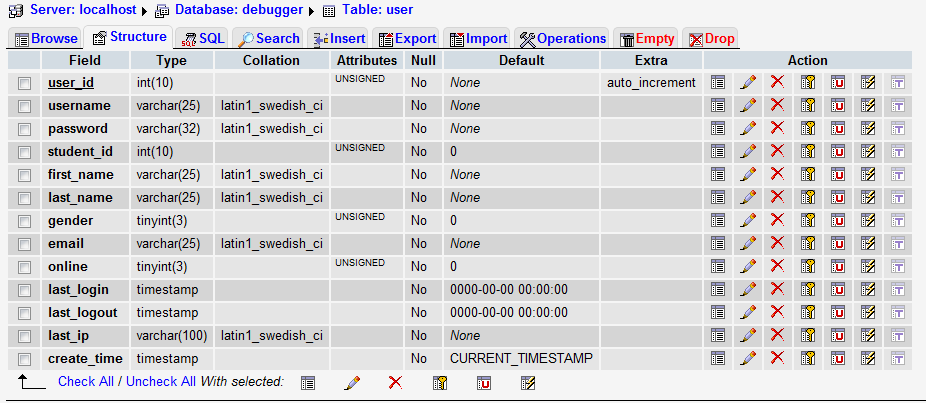 Server: localhost Database: debugger Table: user
Browse Structure SQL Search Insert Export Import Operations Empty Drop
Field Type Collation Attributes Null Default Extra Action
user_id int(10) UNSIGNED No None auto_increment
username varchar(25) latin1_swedish_ci No None
password varchar(32) latin1_swedish_ci No None
student_id int(10) UNSIGNED No 0
first_name varchar(25) latin1_swedish_ci No None
last_name varchar(25) latin1_swedish_ci No None
gender tinyint(3) UNSIGNED No 0
email varchar(25) latin1_swedish_ci No None
online tinyint(3) UNSIGNED No 0
last_login timestamp No 0000-00-00 00:00:00
last_logout timestamp No 0000-00-00 00:00:00
last_ip varchar(100) latin1_swedish_ci No None
create_time timestamp No CURRENT_TIMESTAMP
Check All / Uncheck All With selected: